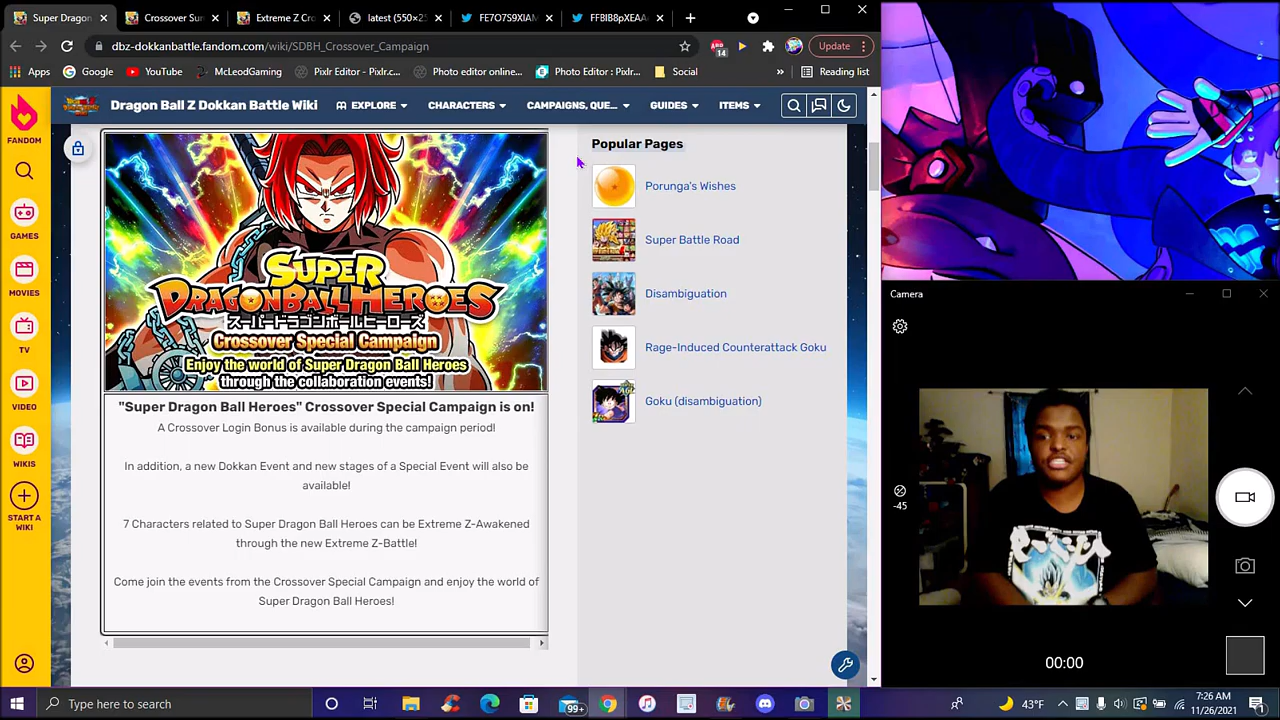 Super Dragon
Crossover Sun
Extreme Z Cro
latest (550×25
FE7O7S9XIAM
FFBIB8pXEAA
dbz-dokkanbattle.fandom.com/wiki/SDBH_Crossover_Campaign
14
Update
Apps
Google
YouTube
McLeodGaming
Pixlr Editor - Pixlr.c...
Photo editor online...
Photo Editor : Pixlr...
Social
»
Reading list
FANDOM
GAMES
MOVIES
TV
VIDEO
WIKIS
START A
WIKI
Dragon Ball Z Dokkan Battle Wiki
EXPLORE
CHARACTERS
CAMPAIGNS, QUE...
GUIDES
ITEMS
SUPER
DRAGONBALL HEROES
スーパードラゴンボールヒーローズ
Crossover Special Campaign
Enjoy the world of Super Dragon Ball Heroes
through the collaboration events!
"Super Dragon Ball Heroes" Crossover Special Campaign is on!
A Crossover Login Bonus is available during the campaign period!
In addition, a new Dokkan Event and new stages of a Special Event will also be
available!
7 Characters related to Super Dragon Ball Heroes can be Extreme Z-Awakened
through the new Extreme Z-Battle!
Come join the events from the Crossover Special Campaign and enjoy the world of
Super Dragon Ball Heroes!
Popular Pages
Porunga's Wishes
Super Battle Road
Disambiguation
Rage-Induced Counterattack Goku
Goku (disambiguation)
Camera
-45
00:00
Type here to search
99+
43°F
7:26 AM
11/26/2021
1